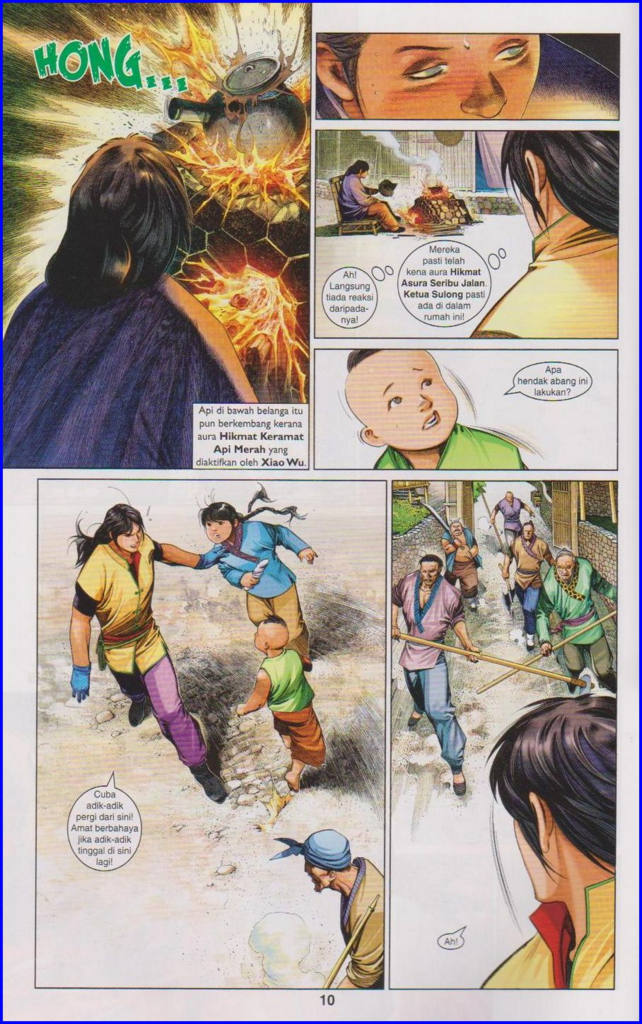 HONG...
Api di bawah belanga itu
pun berkembang kerana
aura Hikmat Keramat
Api Merah yang
diaktifkan oleh Xiao Wu.
Ah!
Langsung
tiada reaksi
daripada-
nya!
Mereka
pasti telah
kena aura Hikmat
Asura Seribu Jalan.
Ketua Sulong pasti
ada di dalam
rumah ini!
Apa
hendak abang ini
lakukan?
Cuba
adik-adik
pergi dari sini!
Amat berbahaya
jika adik-adik
tinggal di sini
lagi!
Ah!
10